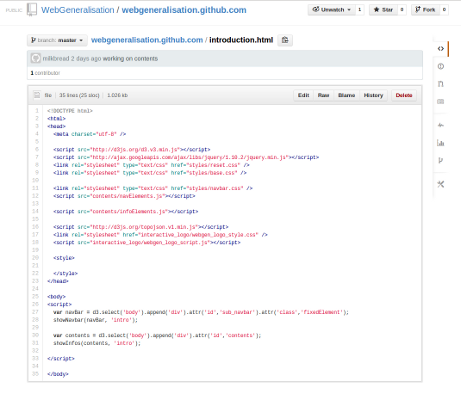 PUBLIC WebGeneralisation / webgeneralisation.github.com Unwatch 1 Star 0 Fork 0
branch: master webgeneralisation.github.com / introduction.html
milkbread 2 days ago working on contents
1 contributor
file 35 lines (25 sloc) 1.026 kb Edit Raw Blame History Delete
1 <!DOCTYPE html>
2 <html>
3 <head>
4 <meta charset="utf-8" />
5
6 <script src="http://d3js.org/d3.v3.min.js"></script>
7 <script src="http://ajax.googleapis.com/ajax/libs/jquery/1.10.2/jquery.min.js"></script>
8 <link rel="stylesheet" type="text/css" href="styles/reset.css" />
9 <link rel="stylesheet" type="text/css" href="styles/base.css" />
10
11 <link rel="stylesheet" type="text/css" href="styles/navbar.css" />
12 <script src="contents/navElements.js"></script>
13
14 <script src="contents/infoElements.js"></script>
15
16 <script src="http://d3js.org/topojson.v1.min.js"></script>
17 <link rel="stylesheet" href="interactive_logo/webgen_logo_style.css" />
18 <script src="interactive_logo/webgen_logo_script.js"></script>
19
20 <style>
21
22 </style>
23 </head>
24
25 <body>
26 <script>
27 var navBar = d3.select('body').append('div').attr('id','sub_navbar').attr('class','fixedElement');
28 showNavbar(navBar, 'intro');
29
30 var contents = d3.select('body').append('div').attr('id','contents');
31 showInfos(contents, 'intro');
32
33 </script>
34
35 </body>